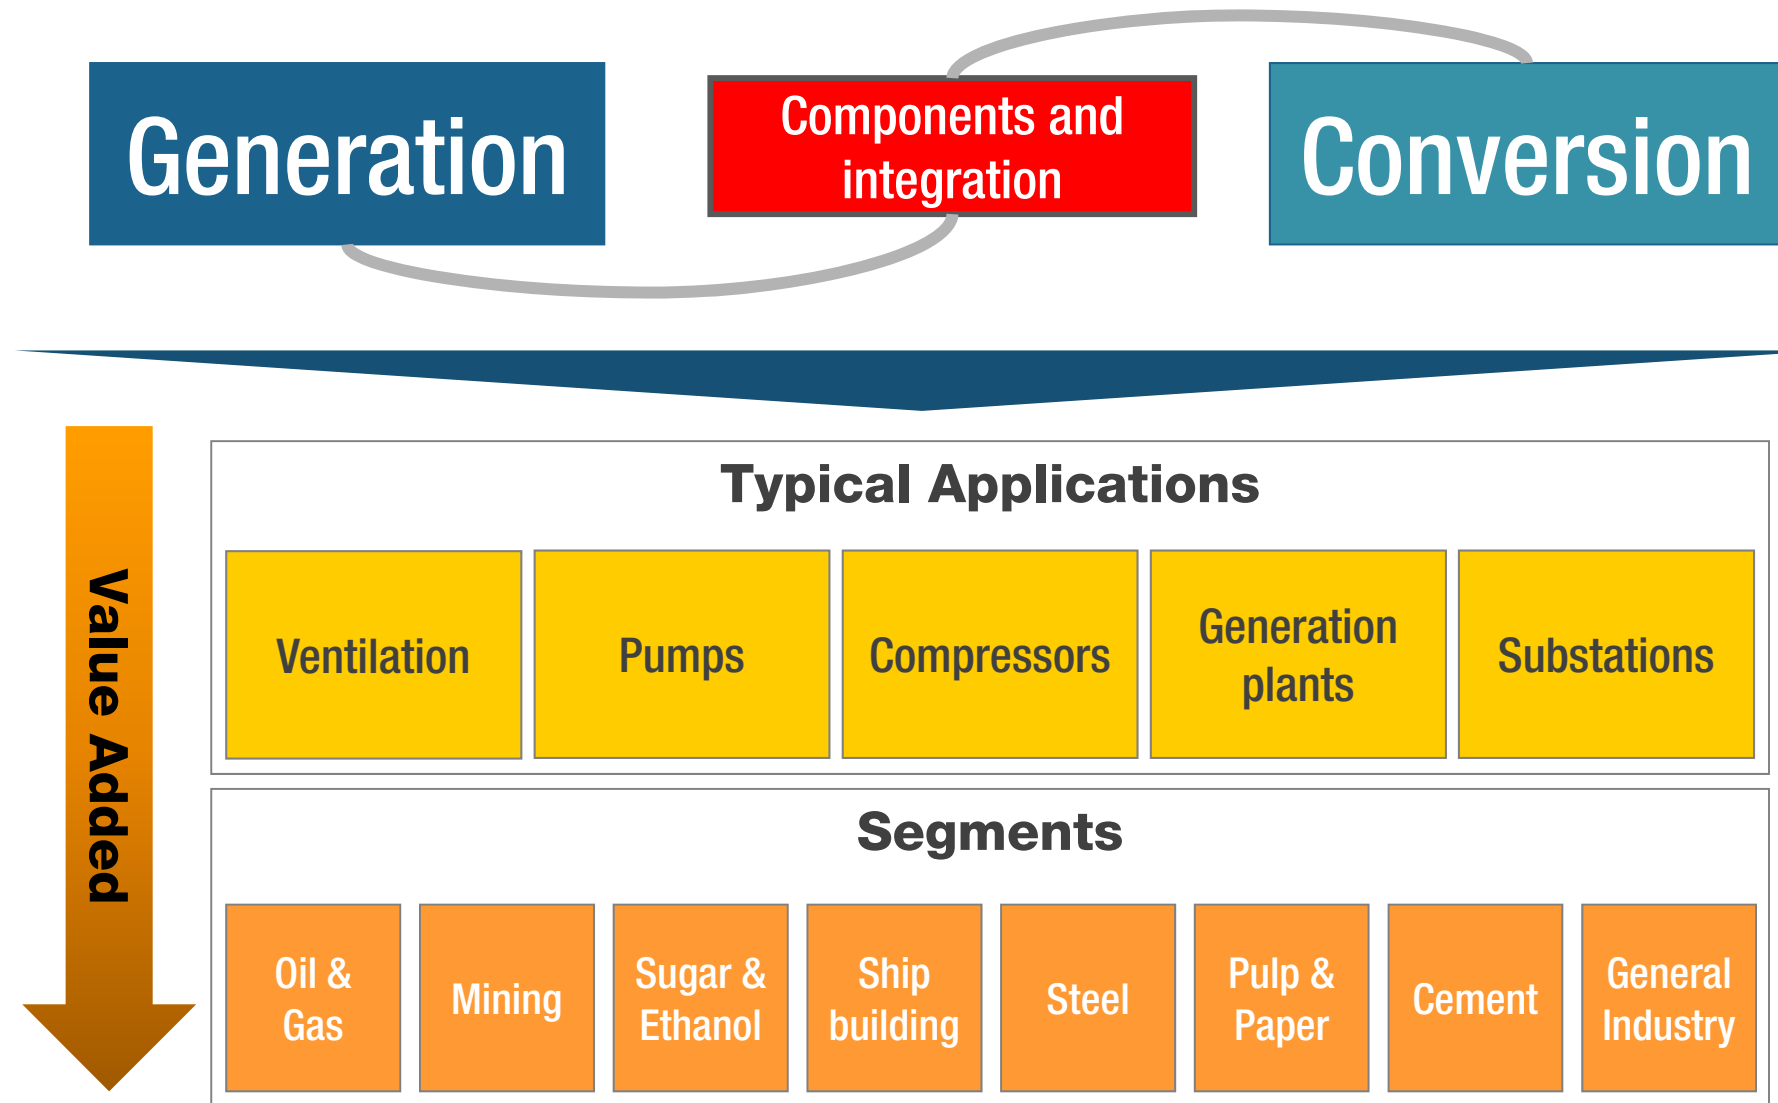 Generation
Components and
integration
Conversion
Value Added
Typical Applications
Ventilation
Pumps
Compressors
Generation
plants
Substations
Segments
Oil &
Gas
Mining
Sugar &
Ethanol
Ship
building
Steel
Pulp &
Paper
Cement
General
Industry